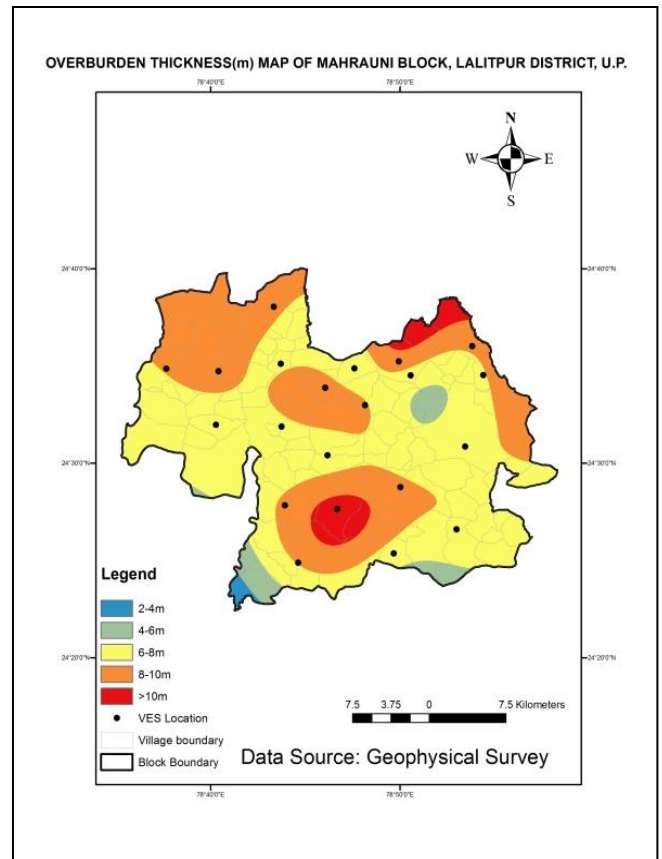 OVERBURDEN THICKNESS(m) MAP OF MAHRAUNI BLOCK, LALITPUR DISTRICT, U.P.
78°40'0"E 78°50'0"E
N
W E
S
24°40'0"N 24°40'0"N
24°30'0"N 24°30'0"N
24°20'0"N 24°20'0"N
Legend
2-4m
4-6m
6-8m
8-10m
>10m
VES Location
Village boundary
Block Boundary
7.5 3.75 0 7.5 Kilometers
Data Source: Geophysical Survey
78°40'0"E 78°50'0"E